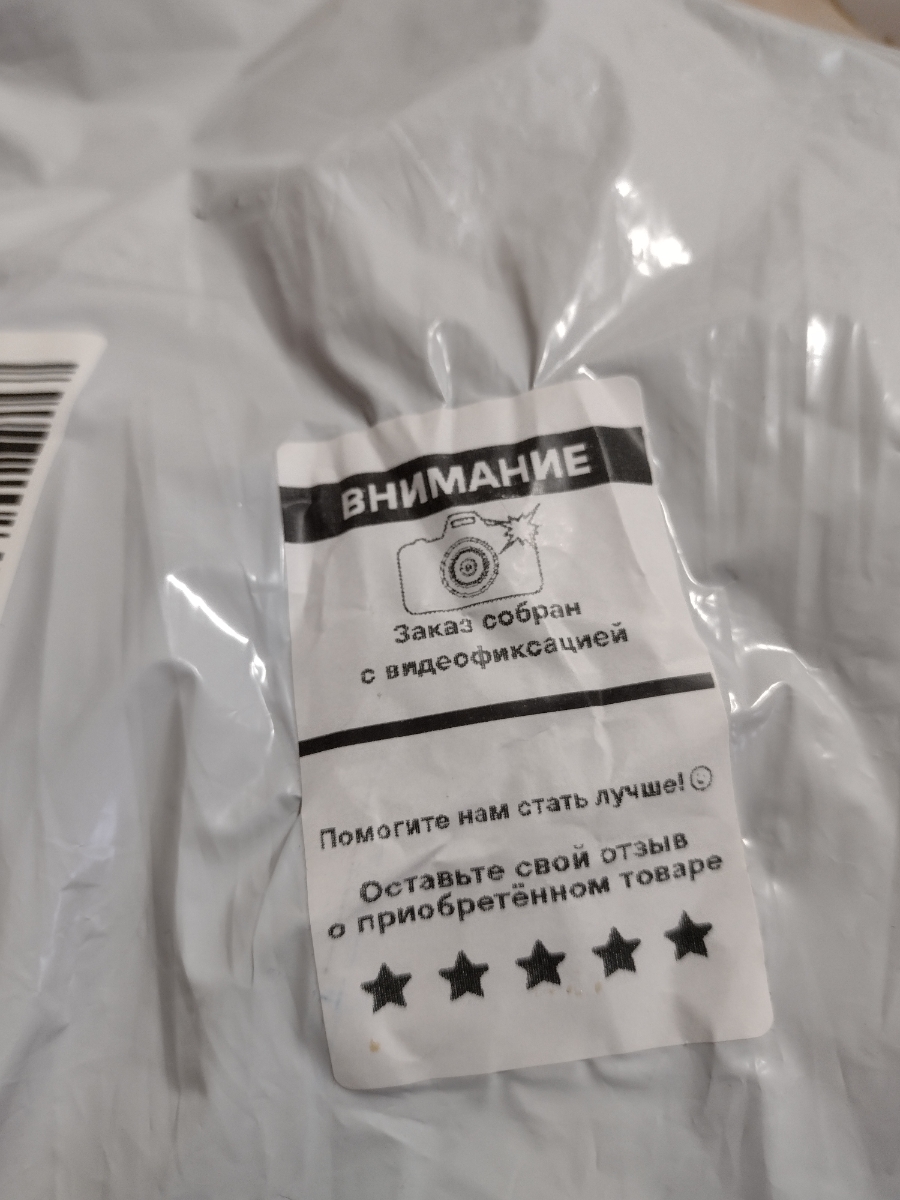 ВНИМАНИЕ
Заказ собран
с видеофиксацией
Помогите нам стать лучше!
Оставьте свой отзыв
о приобретённом товаре